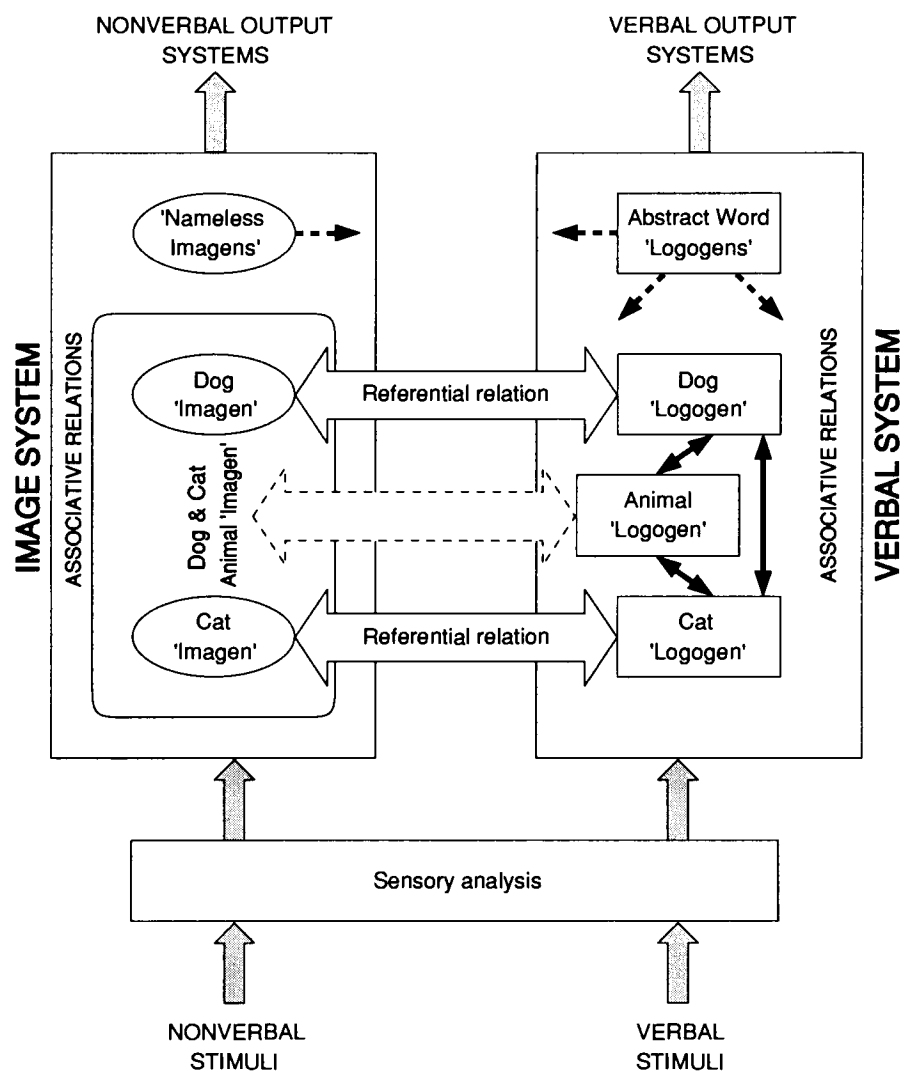 NONVERBAL OUTPUT
SYSTEMS
VERBAL OUTPUT
SYSTEMS
'Nameless
Imagens'
Abstract Word
'Logogens'
IMAGE SYSTEM
ASSOCIATIVE RELATIONS
Dog
'Imagen'
Referential relation
Dog
'Logogen'
Dog & Cat
Animal 'Imagen'
Animal
'Logogen'
Cat
'Imagen'
Referential relation
Cat
'Logogen'
ASSOCIATIVE RELATIONS
VERBAL SYSTEM
Sensory analysis
NONVERBAL
STIMULI
VERBAL
STIMULI